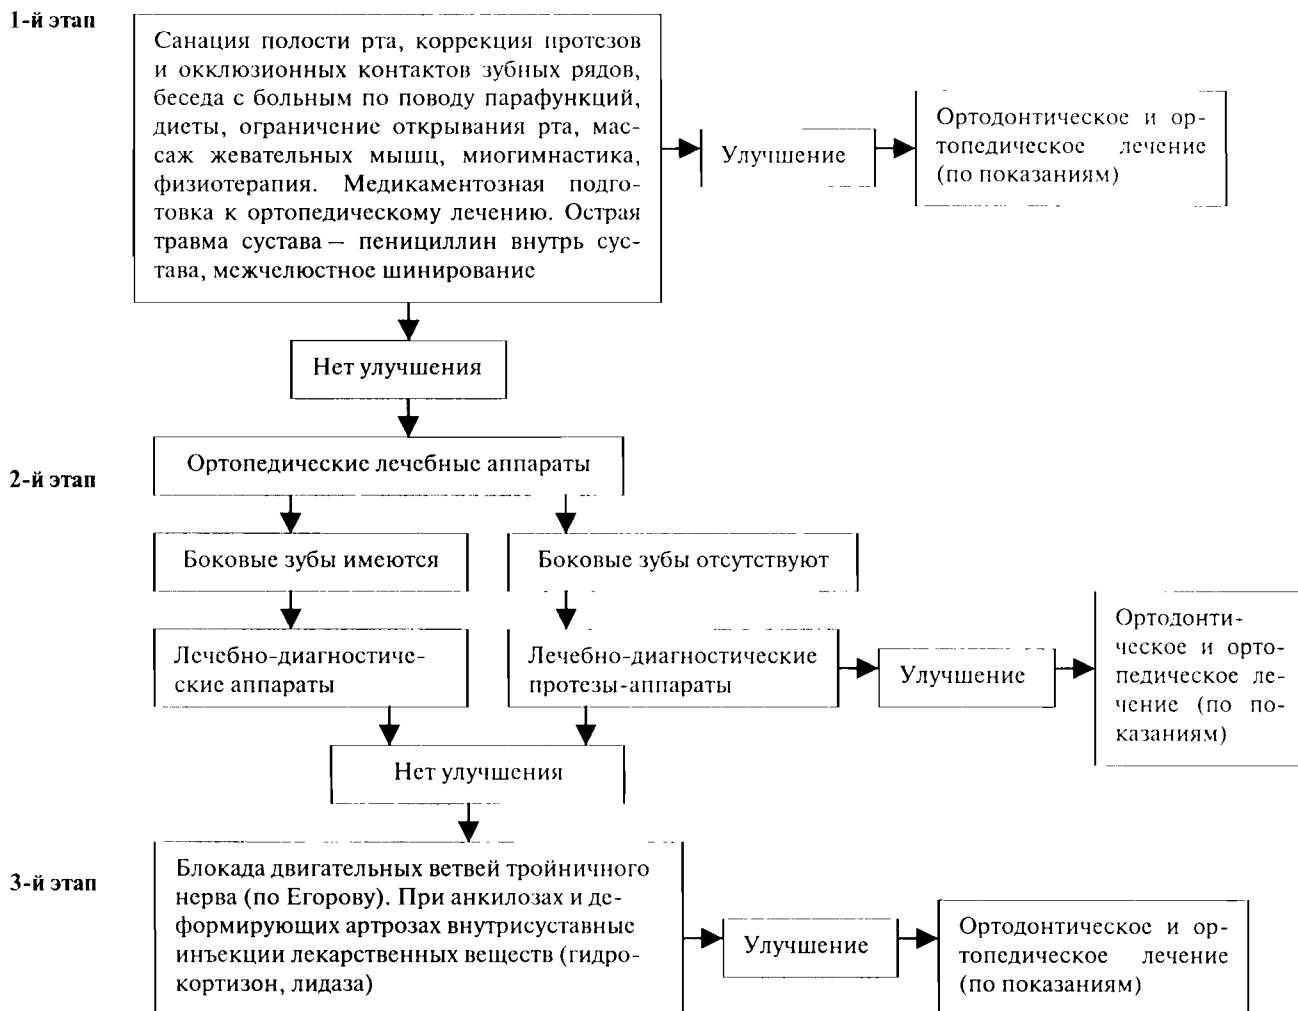 1-й этап
Санация полости рта, коррекция протезов
и окклюзионных контактов зубных рядов,
беседа с больным по поводу парафункций,
диеты, ограничение открывания рта, мас-
саж жевательных мышц, миогимнастика,
физиотерапия. Медикаментозная подго-
товка к ортопедическому лечению. Острая
травма сустава – пенициллин внутрь сус-
тава, межчелюстное шинирование
Улучшение
Ортодонтическое и ор-
топедическое лечение
(по показаниям)
Нет улучшения
2-й этап
Ортопедические лечебные аппараты
Боковые зубы имеются
Боковые зубы отсутствуют
Лечебно-диагностиче-
ские аппараты
Лечебно-диагностические
протезы-аппараты
Улучшение
Ортодонти-
ческое и орто-
педическое ле-
чение (по по-
казаниям)
Нет улучшения
3-й этап
Блокада двигательных ветвей тройничного
нерва (по Егорову). При анкилозах и де-
формирующих артрозах внутрисуставные
инъекции лекарственных веществ (гидро-
кортизон, лидаза)
Улучшение
Ортодонтическое и ор-
топедическое лечение
(по показаниям)